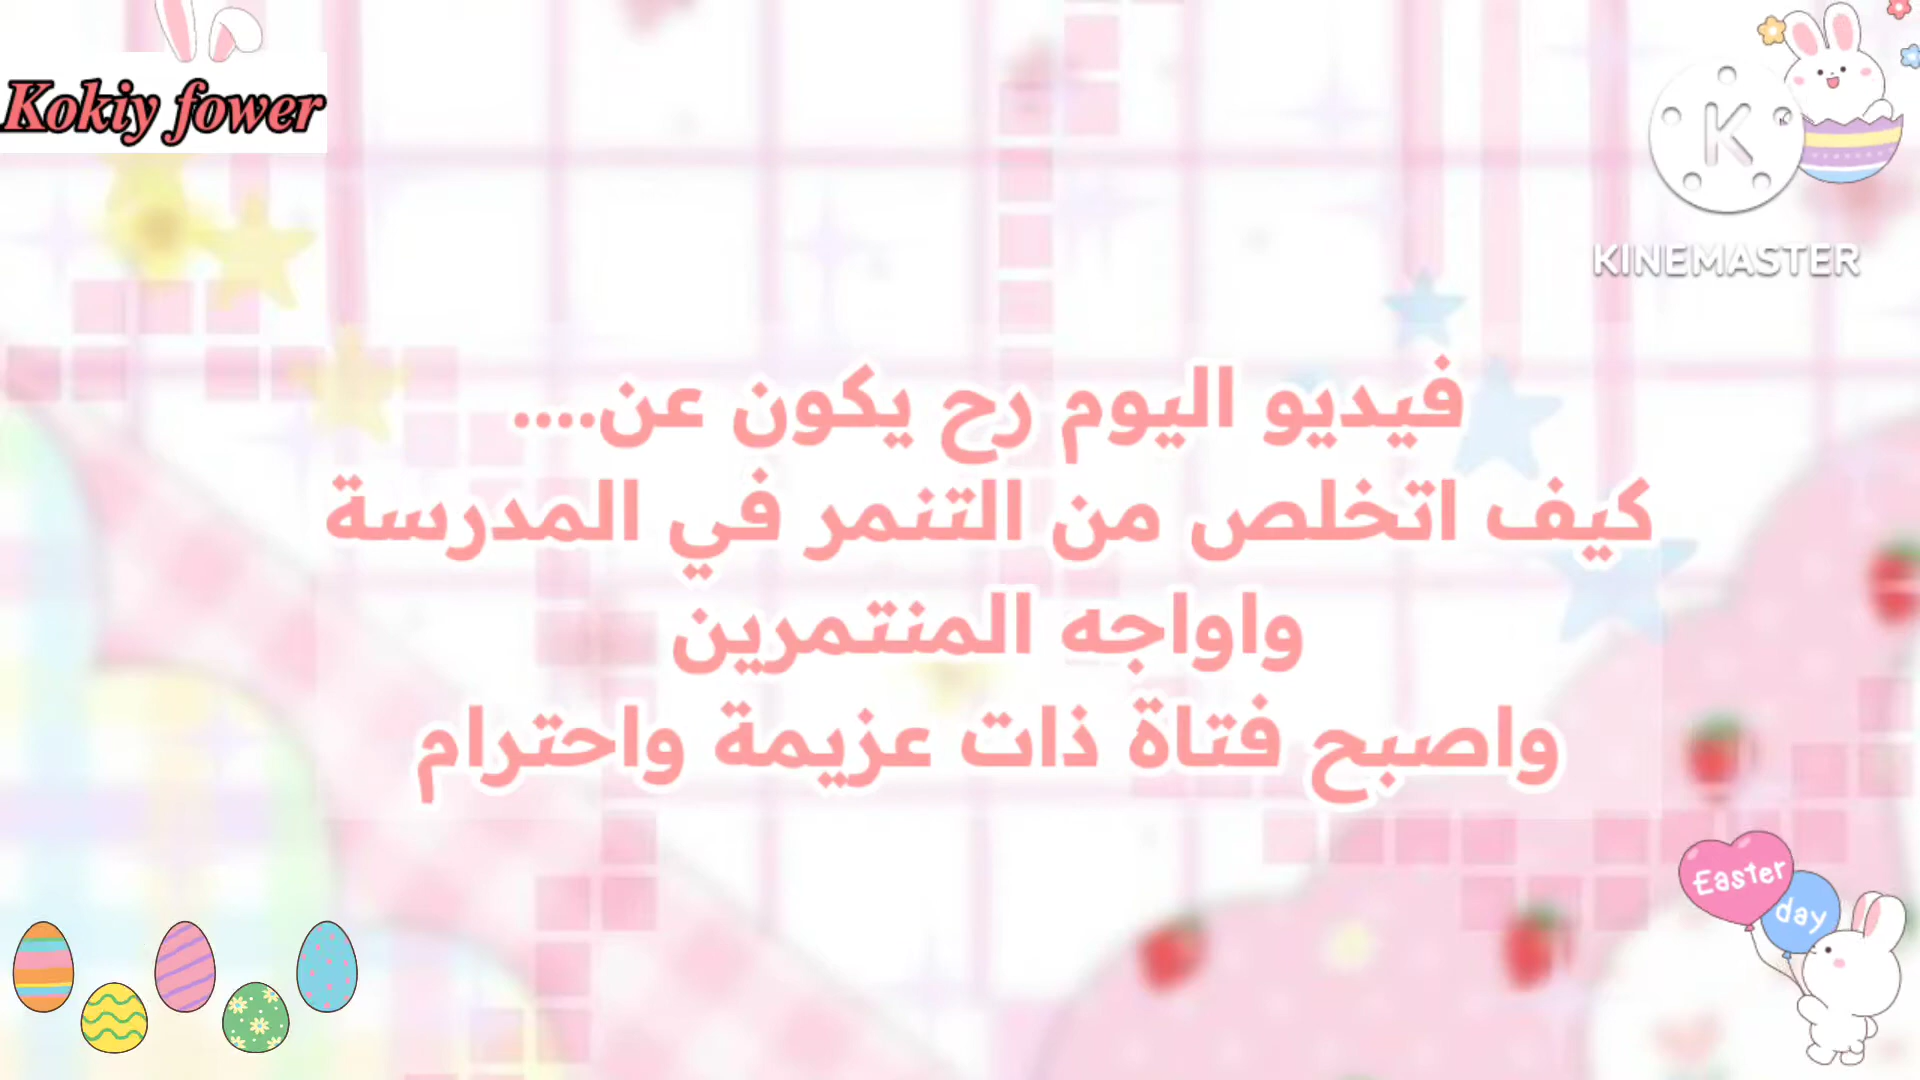 Kokiy fower
K
KINEMASTER
فيديو اليوم رح يكون عن....
كيف اتخلص من التنمر في المدرسة
واواجه المنتمرين
واصبح فتاة ذات عزيمة واحترام
Easter
day